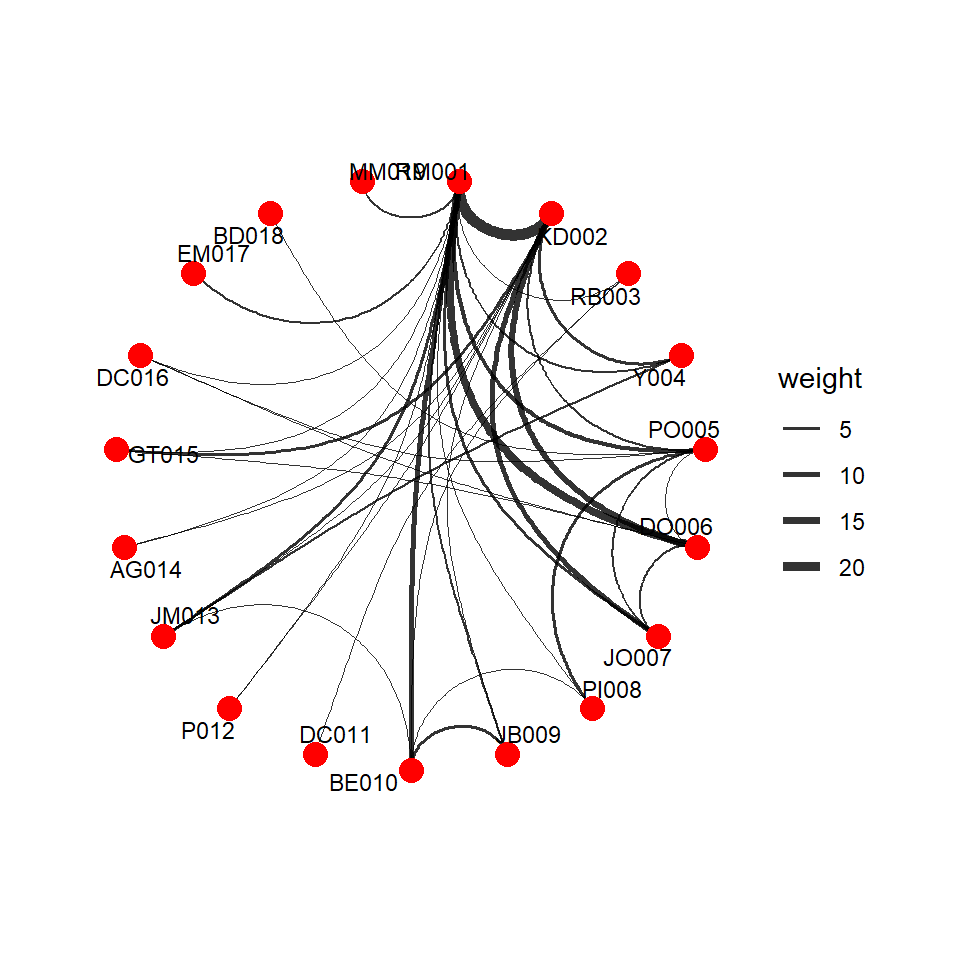 MM019
RM001
BD018
KD002
EM017
RB003
DC016
Y004
weight
GT015
PO005
5
10
DO006
15
AG014
20
JM013
JO007
PI008
P012
DC011
JB009
BE010